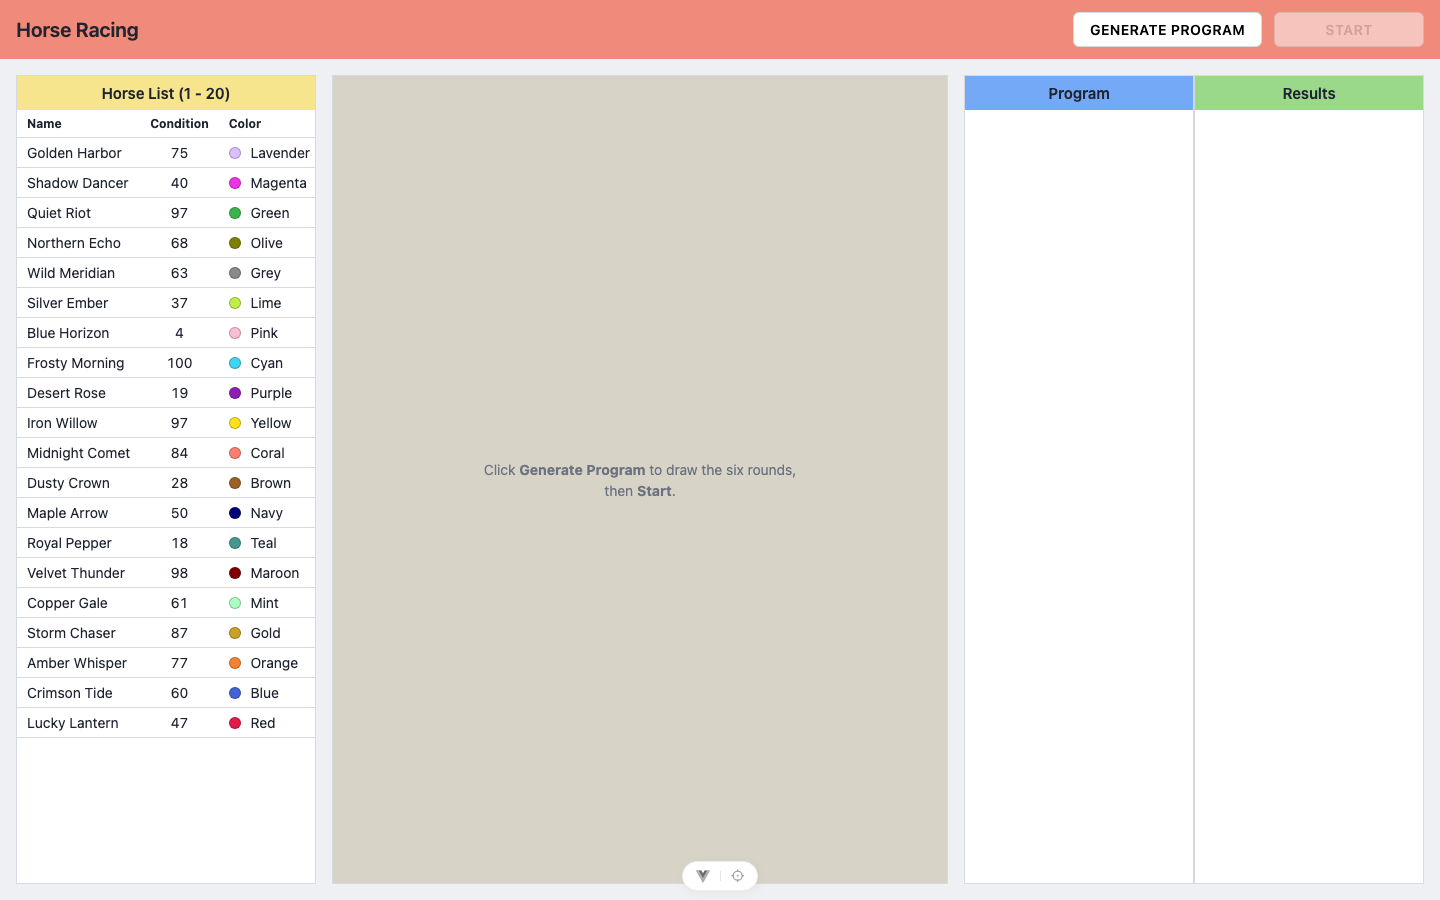 Horse Racing
GENERATE PROGRAM
START
Horse List (1 - 20)
Name Condition Color
Golden Harbor 75 Lavender
Shadow Dancer 40 Magenta
Quiet Riot 97 Green
Northern Echo 68 Olive
Wild Meridian 63 Grey
Silver Ember 37 Lime
Blue Horizon 4 Pink
Frosty Morning 100 Cyan
Desert Rose 19 Purple
Iron Willow 97 Yellow
Midnight Comet 84 Coral
Dusty Crown 28 Brown
Maple Arrow 50 Navy
Royal Pepper 18 Teal
Velvet Thunder 98 Maroon
Copper Gale 61 Mint
Storm Chaser 87 Gold
Amber Whisper 77 Orange
Crimson Tide 60 Blue
Lucky Lantern 47 Red
Click Generate Program to draw the six rounds,
then Start.
Program
Results